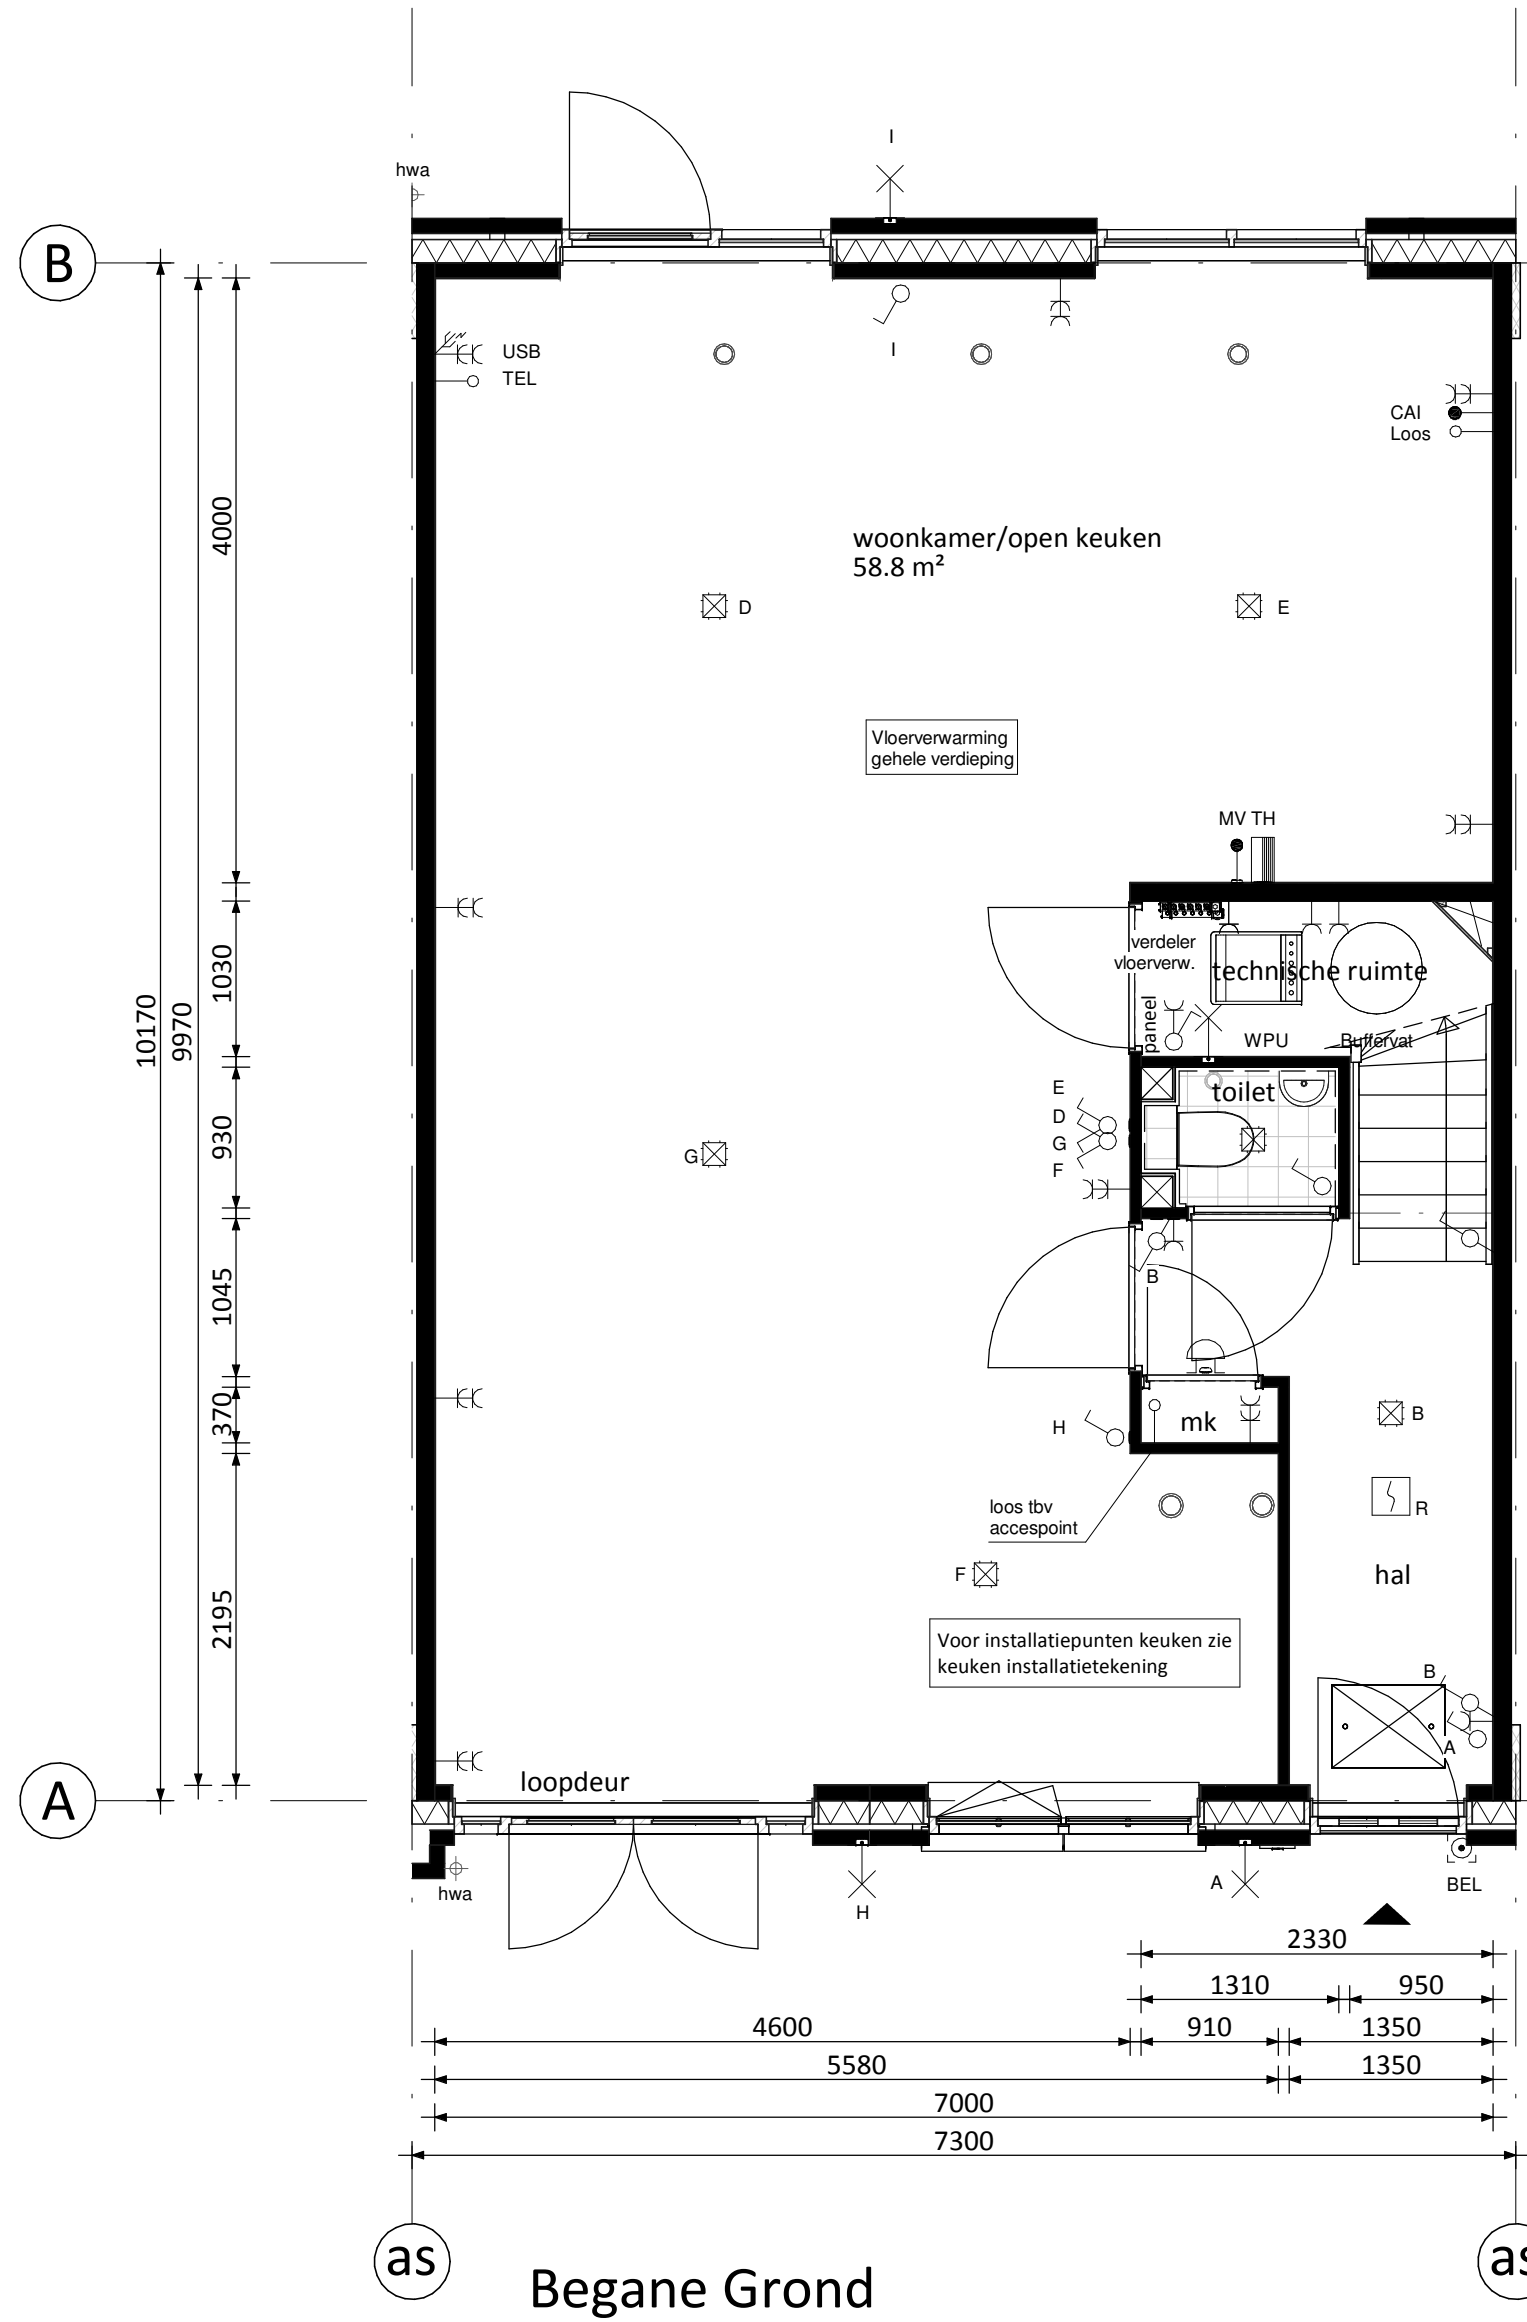 I
hwa
B
I
USB
TEL
CAI
Loos
4000
woonkamer/open keuken
58.8 m²
D
E
Vloerverwarming
gehele verdieping
MV TH
1030
verdeler
vloerverw.
technische ruimte
10170
9970
paneel
WPU
Buffervat
toilet
E
D
G
F
930
G
B
1045
370
mk
H
B
R
loos tbv
accespoint
F
hal
2195
Voor installatiepunten keuken zie
keuken installatietekening
B
A
A
loopdeur
hwa
H
A
BEL
2330
1310
950
4600
910
1350
5580
1350
7000
7300
as
as
Begane Grond